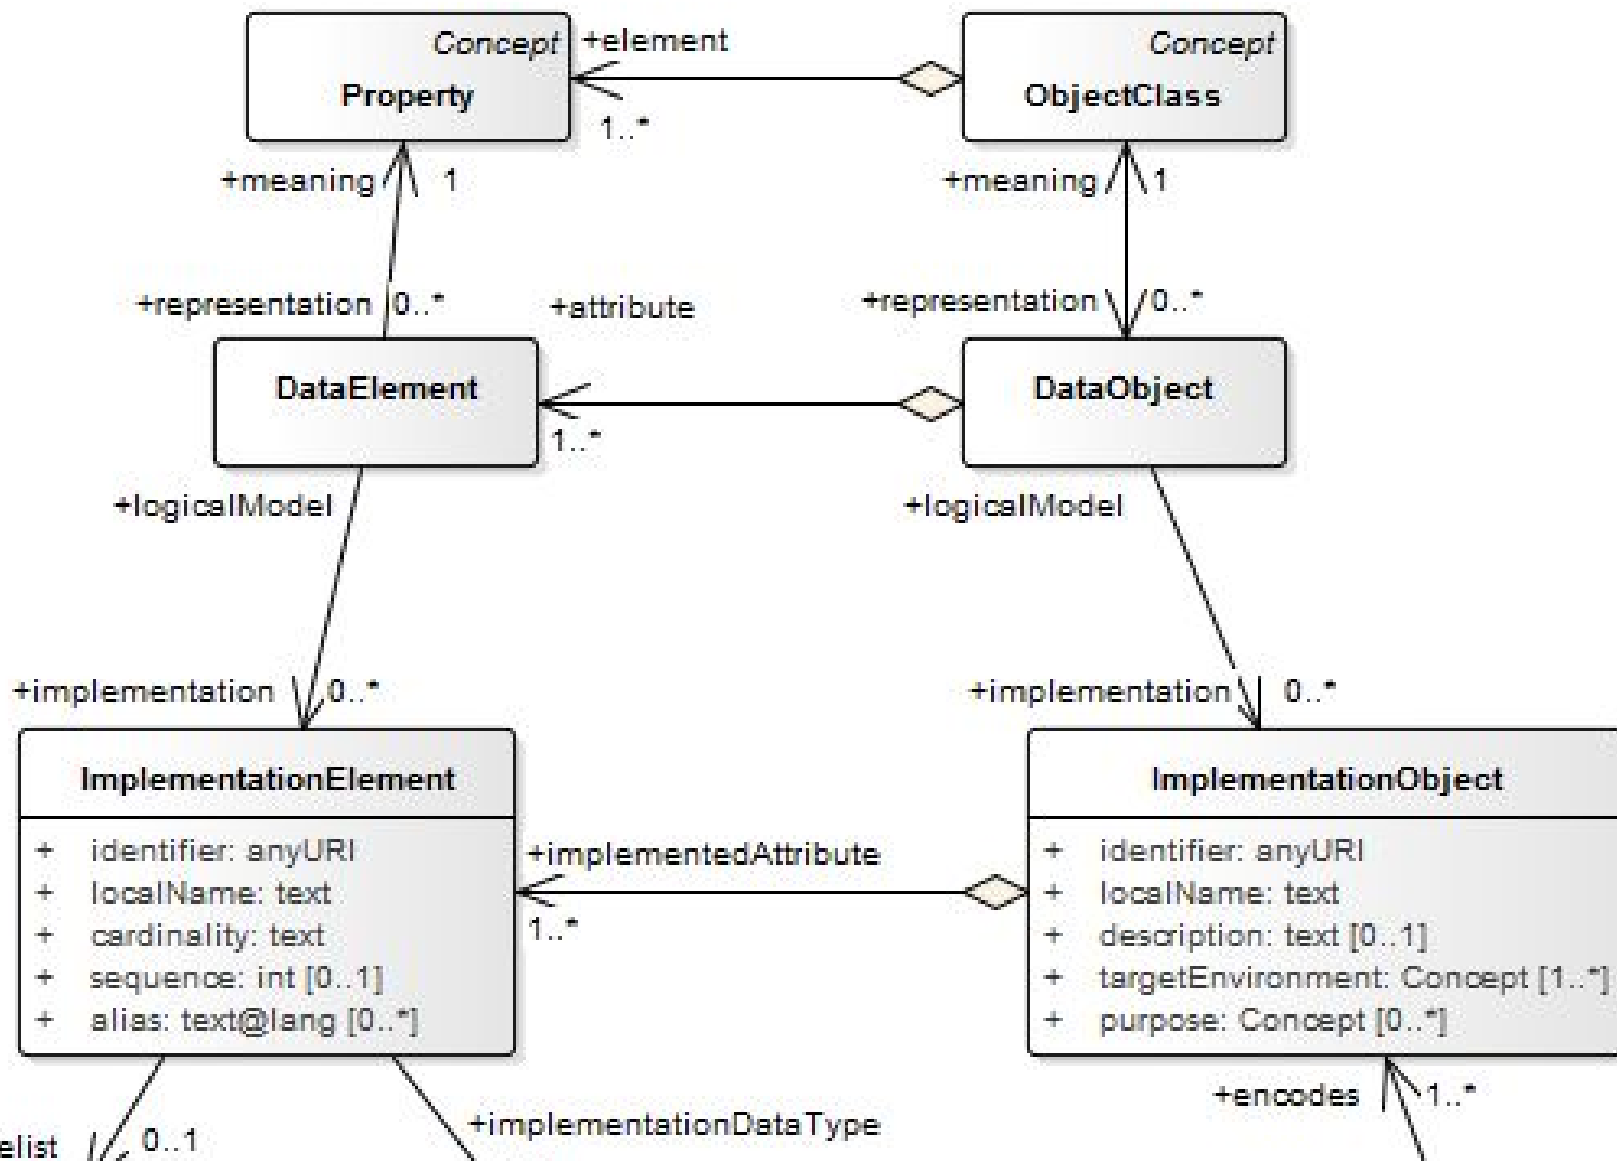 Concept
+element
Concept
Property
ObjectClass
1..*
+meaning
1
+meaning
1
+representation
0..*
+attribute
+representation
0..*
DataElement
DataObject
1..*
+logicalModel
+logicalModel
+implementation
0..*
+implementation
0..*
ImplementationElement
ImplementationObject
+ identifier: anyURI
+ localName: text
+ cardinality: text
+ sequence: int [0..1]
+ alias: text@lang [0..*]
+implementedAttribute
1..*
+ identifier: anyURI
+ localName: text
+ description: text [0..1]
+ targetEnvironment: Concept [1..*]
+ purpose: Concept [0..*]
+encodes
1..*
elist
0..1
+implementationDataType